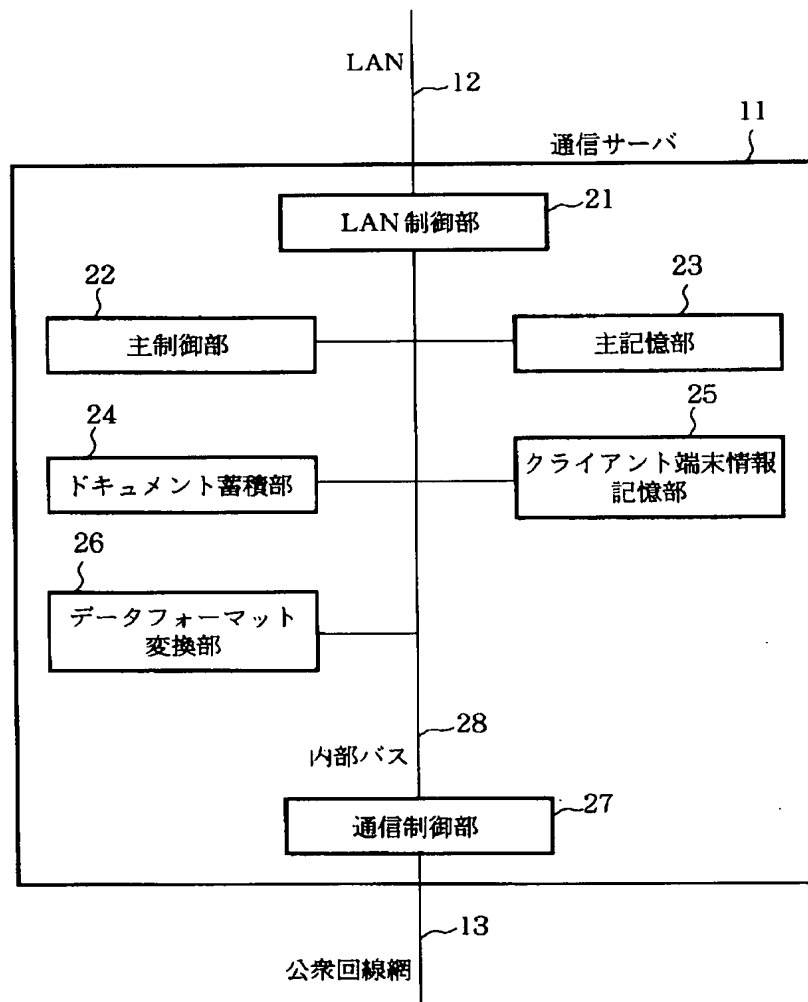 LAN
12
11
通信サーバ
LAN制御部
21
22
主制御部
23
主記憶部
24
ドキュメント蓄積部
25
クライアント端末情報
記憶部
26
データフォーマット
変換部
28
内部バス
通信制御部
27
13
公衆回線網